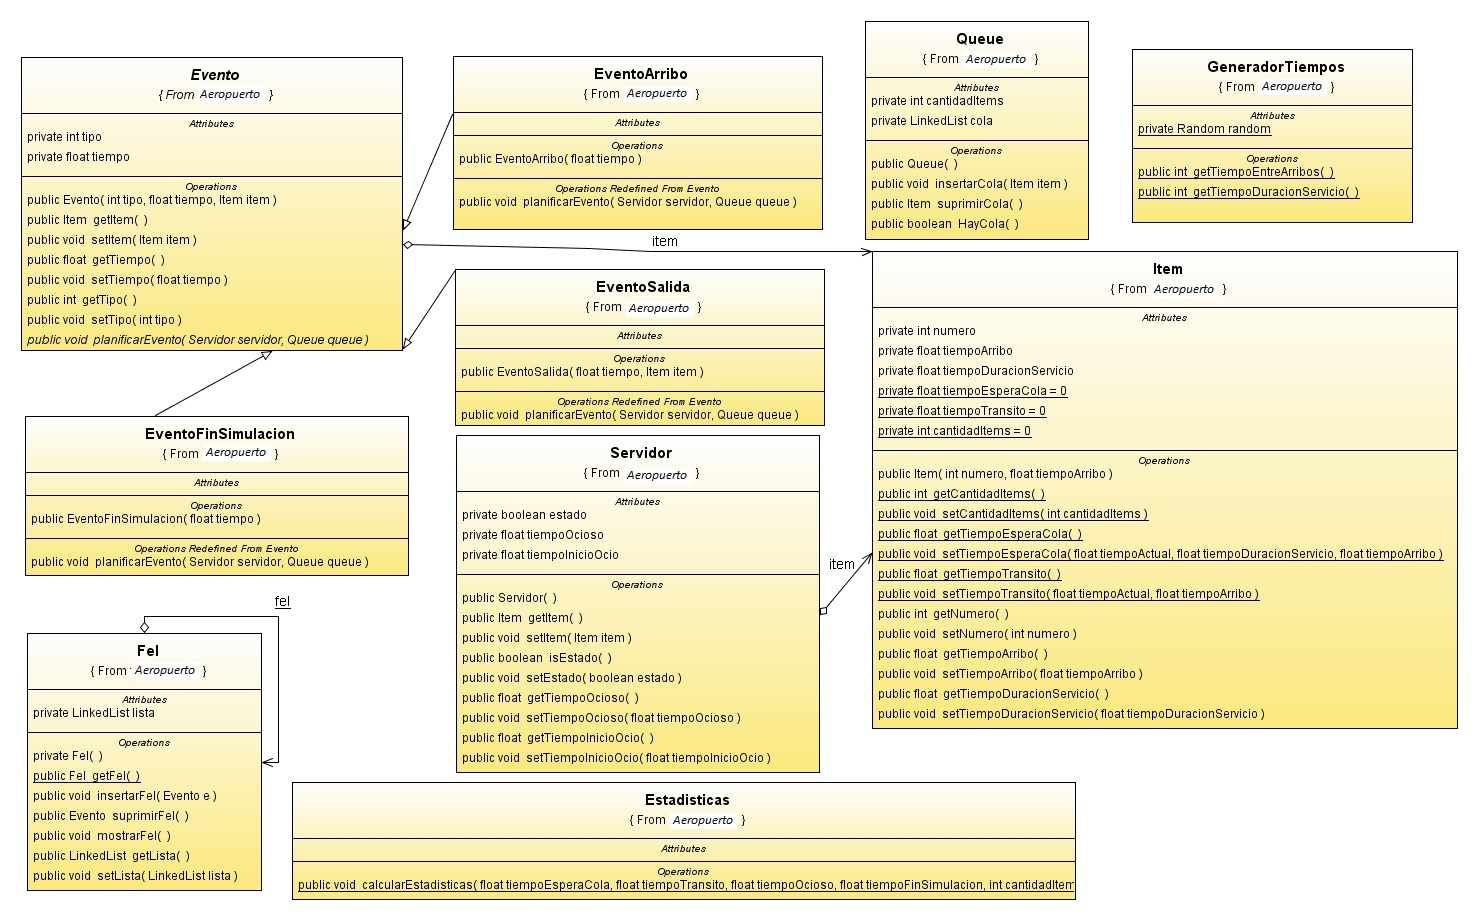 Evento
{ From Aeropuerto }
Attributes
private int tipo
private float tiempo
Operations
public Evento( int tipo, float tiempo, Item item )
public Item getItem( )
public void setItem( Item item )
public float getTiempo( )
public void setTiempo( float tiempo )
public int getTipo( )
public void setTipo( int tipo )
public void planificarEvento( Servidor servidor, Queue queue )
EventoArribo
{ From Aeropuerto }
Attributes
Operations
public EventoArribo( float tiempo )
Operations Redefined From Evento
public void planificarEvento( Servidor servidor, Queue queue )
Queue
{ From Aeropuerto }
Attributes
private int cantidadItems
private LinkedList cola
Operations
public Queue( )
public void insertarCola( Item item )
public Item suprimirCola( )
public boolean HayCola( )
GeneradorTiempos
{ From Aeropuerto }
Attributes
private Random random
Operations
public int getTiempoEntreArribos( )
public int getTiempoDuracionServicio( )
item
EventoSalida
{ From Aeropuerto }
Attributes
Operations
public EventoSalida( float tiempo, Item item )
Operations Redefined From Evento
public void planificarEvento( Servidor servidor, Queue queue )
Item
{ From Aeropuerto }
Attributes
private int numero
private float tiempoArribo
private float tiempoDuracionServicio
private float tiempoEsperaCola = 0
private float tiempoTransito = 0
private int cantidadItems = 0
Operations
public Item( int numero, float tiempoArribo )
public int getCantidadItems( )
public void setCantidadItems( int cantidadItems )
public float getTiempoEsperaCola( )
public void setTiempoEsperaCola( float tiempoActual, float tiempoDuracionServicio, float tiempoArribo )
public float getTiempoTransito( )
public void setTiempoTransito( float tiempoActual, float tiempoArribo )
public int getNumero( )
public void setNumero( int numero )
public float getTiempoArribo( )
public void setTiempoArribo( float tiempoArribo )
public float getTiempoDuracionServicio( )
public void setTiempoDuracionServicio( float tiempoDuracionServicio )
EventoFinSimulacion
{ From Aeropuerto }
Attributes
Operations
public EventoFinSimulacion( float tiempo )
Operations Redefined From Evento
public void planificarEvento( Servidor servidor, Queue queue )
Servidor
{ From Aeropuerto }
Attributes
private boolean estado
private float tiempoOcioso
private float tiempoInicioOcio
Operations
public Servidor( )
public Item getItem( )
public void setItem( Item item )
public boolean isEstado( )
public void setEstado( boolean estado )
public float getTiempoOcioso( )
public void setTiempoOcioso( float tiempoOcioso )
public float getTiempoInicioOcio( )
public void setTiempoInicioOcio( float tiempoInicioOcio )
item
fel
Fel
{ From Aeropuerto }
Attributes
private LinkedList lista
Operations
private Fel( )
public Fel getFel( )
public void insertarFel( Evento e )
public Evento suprimirFel( )
public void mostrarFel( )
public LinkedList getLista( )
public void setLista( LinkedList lista )
Estadisticas
{ From Aeropuerto }
Attributes
Operations
public void calcularEstadisticas( float tiempoEsperaCola, float tiempoTransito, float tiempoOcioso, float tiempoFinSimulacion, int cantidadItem